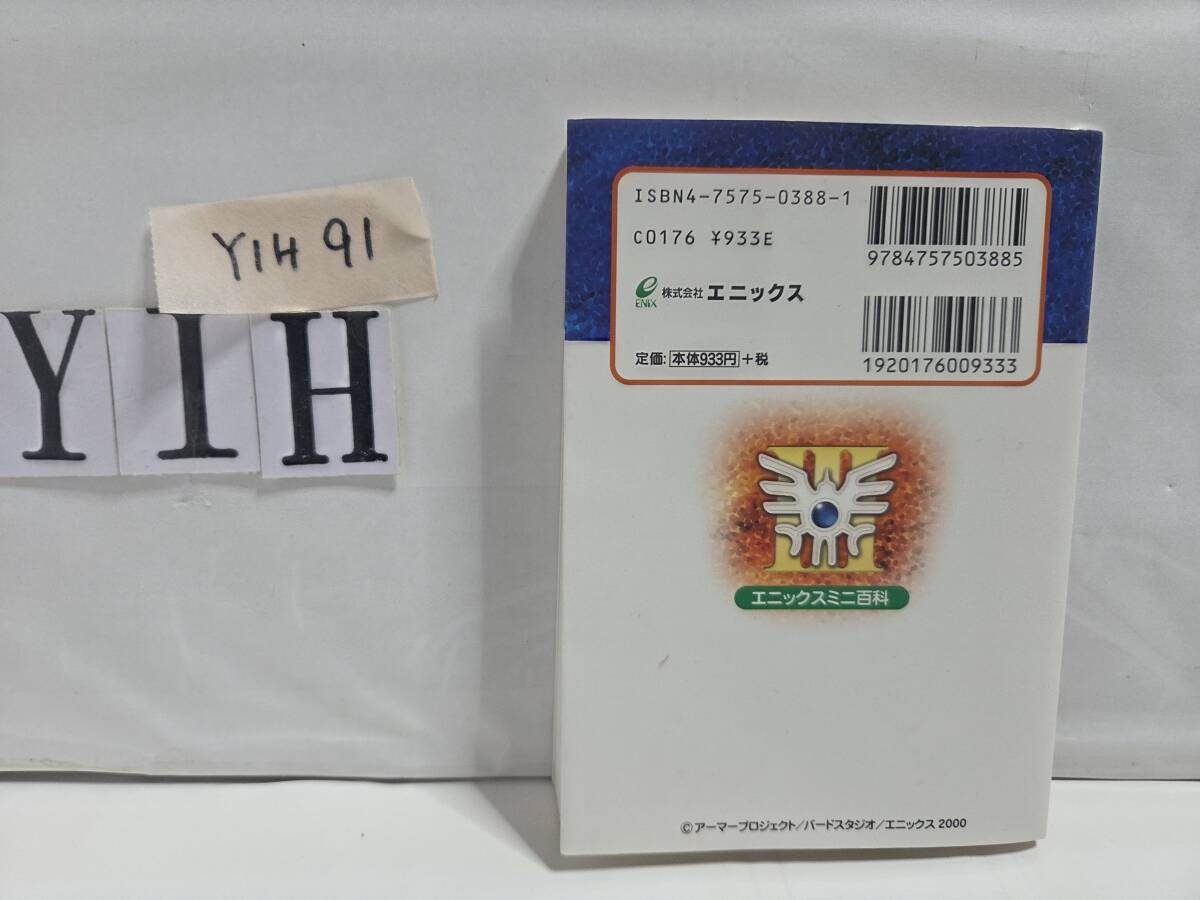 Y1H 91
YIH
ISBN4-7575-0388-1
C0176 ¥933E
9784757503885
ENIX 株式会社 エニックス
定価: 本体933円 +税
1920176009333
III
エニックスミニ百科
©アーマープロジェクト/バードスタジオ/エニックス 2000